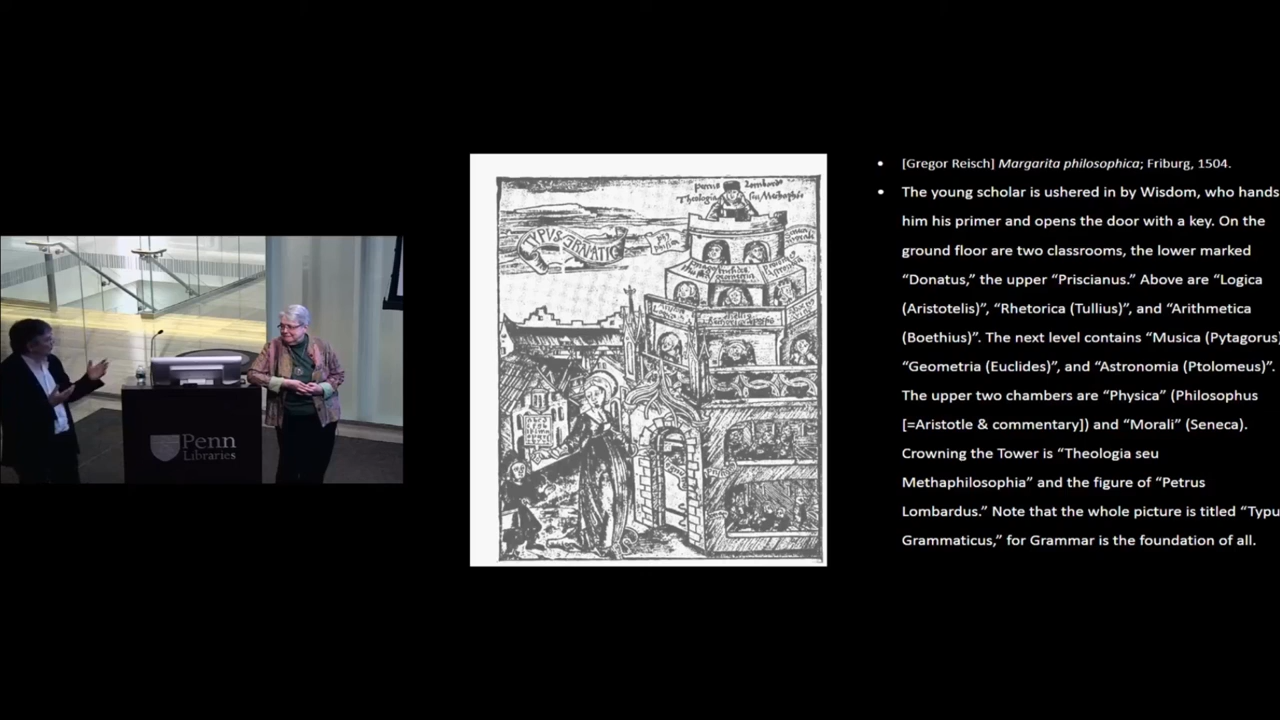 Penn
Libraries
Petrus Lombardus
Theologia seu Methaphie
• [Gregor Reisch] Margarita philosophica; Friburg, 1504.
• The young scholar is ushered in by Wisdom, who hands
him his primer and opens the door with a key. On the
ground floor are two classrooms, the lower marked
“Donatus,” the upper “Priscianus.” Above are “Logica
(Aristotelis)”, “Rhetorica (Tullius)”, and “Arithmetica
(Boethius)”. The next level contains “Musica (Pytagorus)
“Geometria (Euclides)”, and “Astronomia (Ptolomeus)”.
The upper two chambers are “Physica” (Philosophus
[=Aristotle & commentary]) and “Morali” (Seneca).
Crowning the Tower is “Theologia seu
Methaphilosophia” and the figure of “Petrus
Lombardus.” Note that the whole picture is titled “Typu
Grammaticus,” for Grammar is the foundation of all.